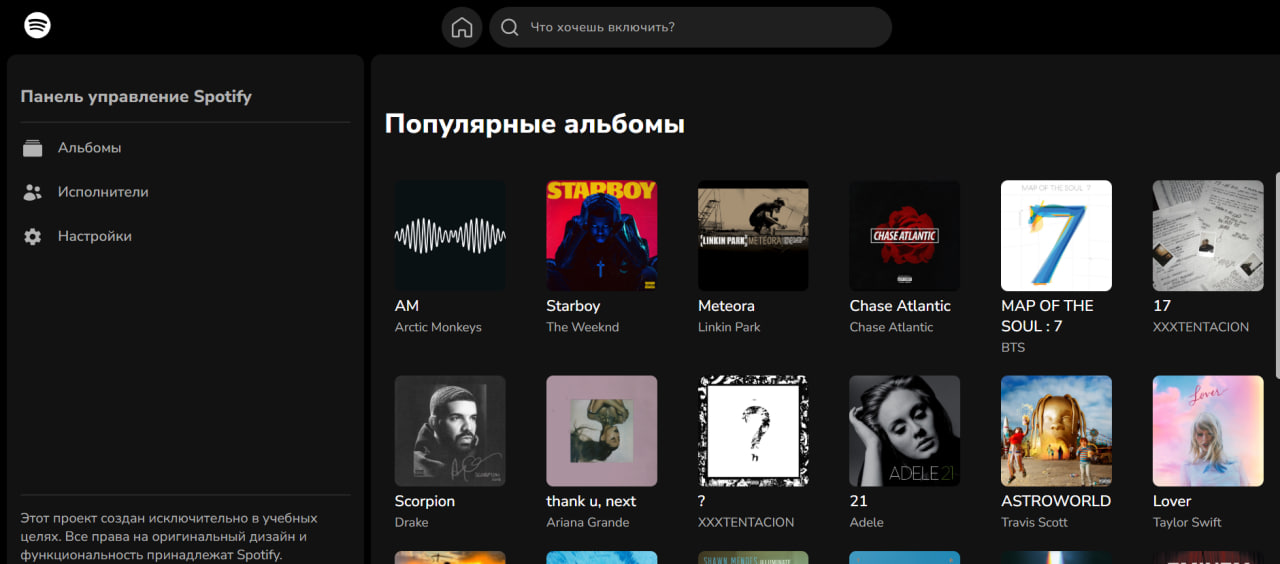 Что хочешь включить?
Панель управление Spotify
Альбомы
Исполнители
Настройки
Этот проект создан исключительно в учебных
целях. Все права на оригинальный дизайн и
функциональность принадлежат Spotify.
Популярные альбомы
STARBOY
LINKIN PARK METEORA
CHASE ATLANTIC
MAP OF THE SOUL 7
7
AM
Arctic Monkeys
Starboy
The Weeknd
Meteora
Linkin Park
Chase Atlantic
Chase Atlantic
MAP OF THE
SOUL : 7
BTS
17
XXXTENTACION
SCORPION
?
ADELE 21
Lover
Scorpion
Drake
thank u, next
Ariana Grande
?
XXXTENTACION
21
Adele
ASTROWORLD
Travis Scott
Lover
Taylor Swift
SHAWN MENDES ILLUMINATE